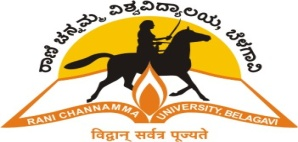 ರಾಣಿ ಚನ್ನಮ್ಮ ವಿಶ್ವವಿದ್ಯಾಲಯ, ಬೆಳಗಾವಿ
RANI CHANNAMMA UNIVERSITY, BELAGAVI
विद्वान् सर्वत्र पूज्यते